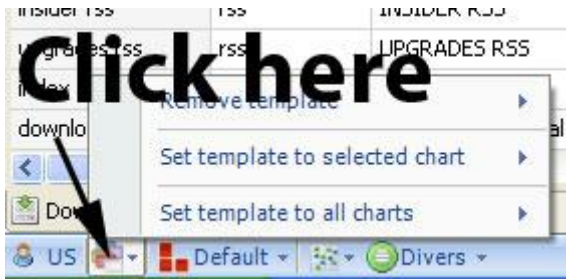 insider rss rss INSIDER RSS
upgrades rss rss UPGRADES RSS
Click here
Remove template
downlo
Set template to selected chart
Dow
Set template to all charts
US Default Divers